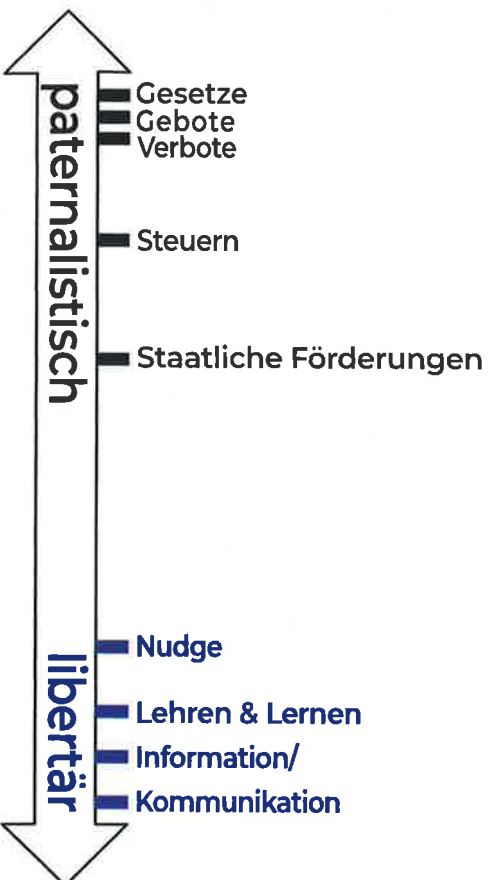 paternalistisch
Gesetze
Gebote
Verbote
Steuern
Staatliche Förderungen
libertär
Nudge
Lehren & Lernen
Information/
Kommunikation